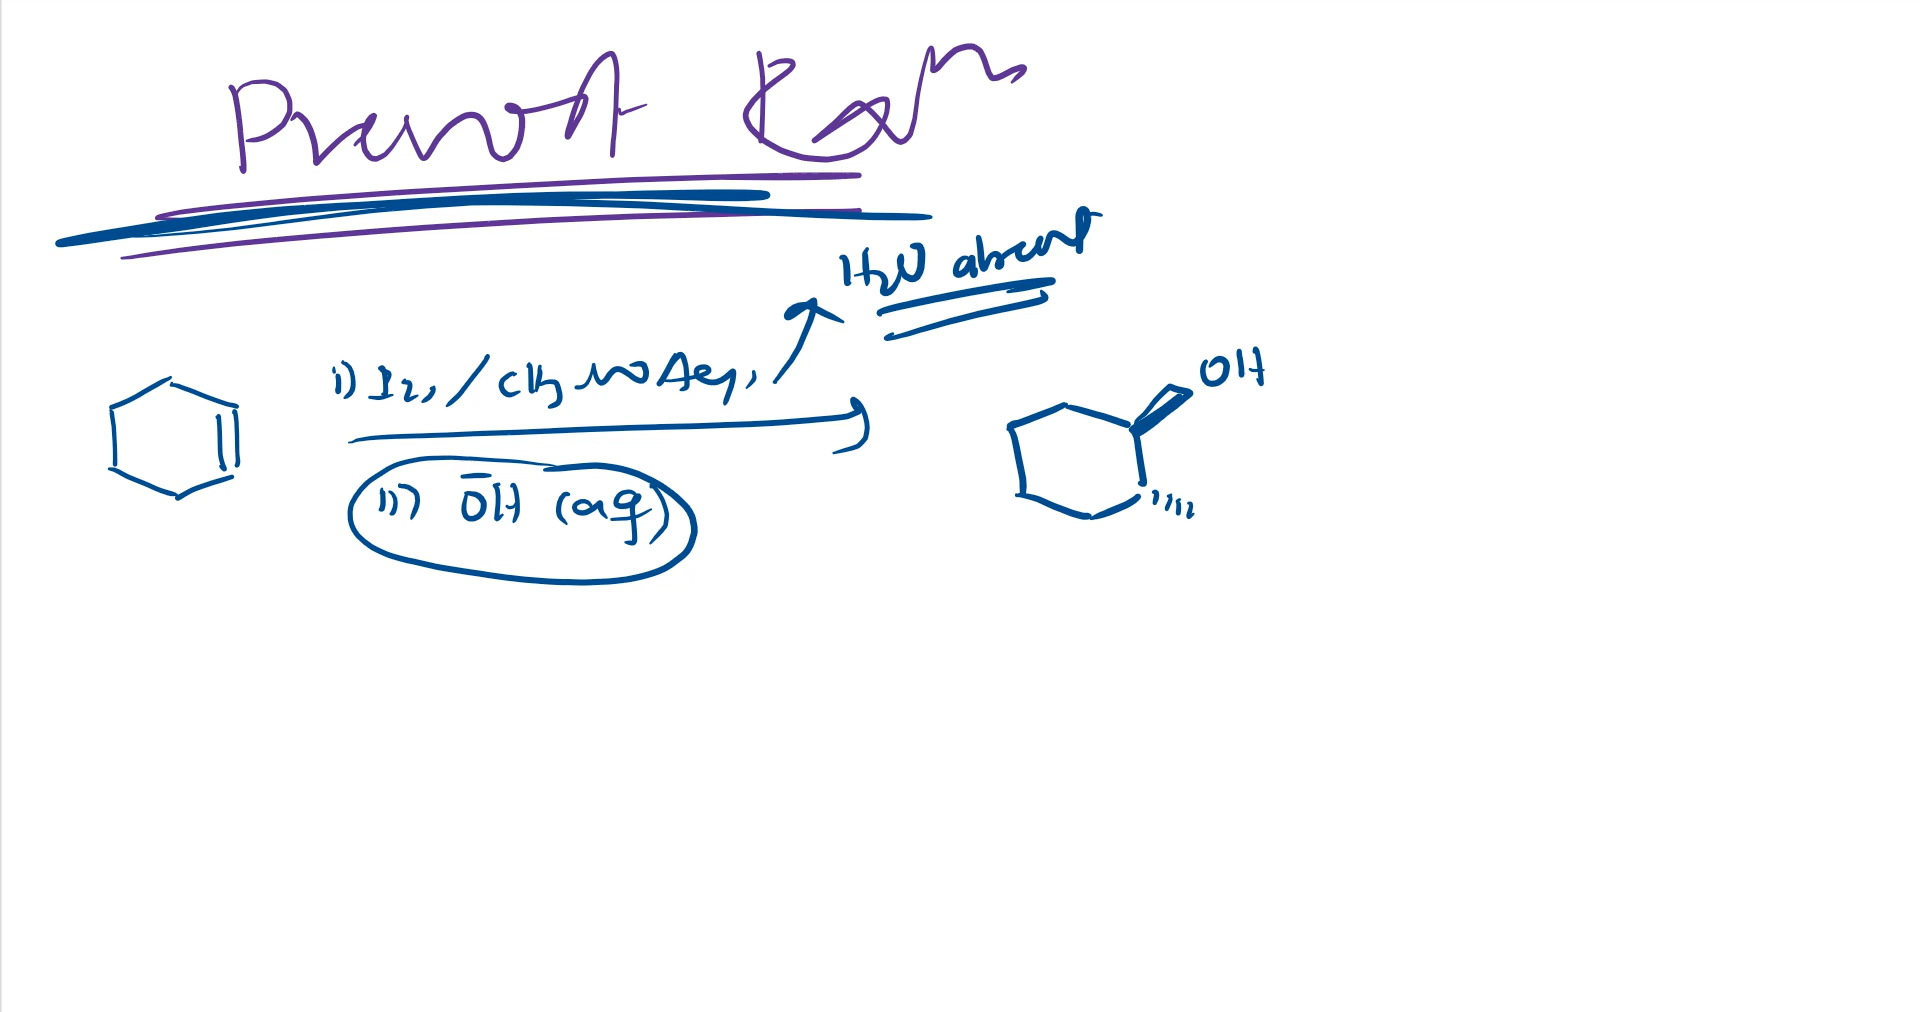 Prevost Rxn
H2O absent
i) I2, / CH3COOAg,
OH
ii) OH (aq)